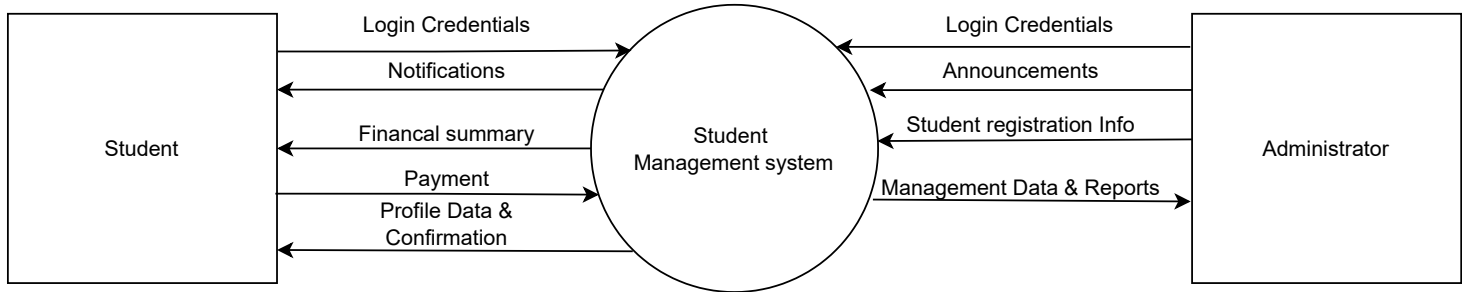 Login Credentials
Login Credentials
Notifications
Announcements
Financal summary
Student registration Info
Student
Student
Management system
Administrator
Payment
Management Data & Reports
Profile Data &
Confirmation